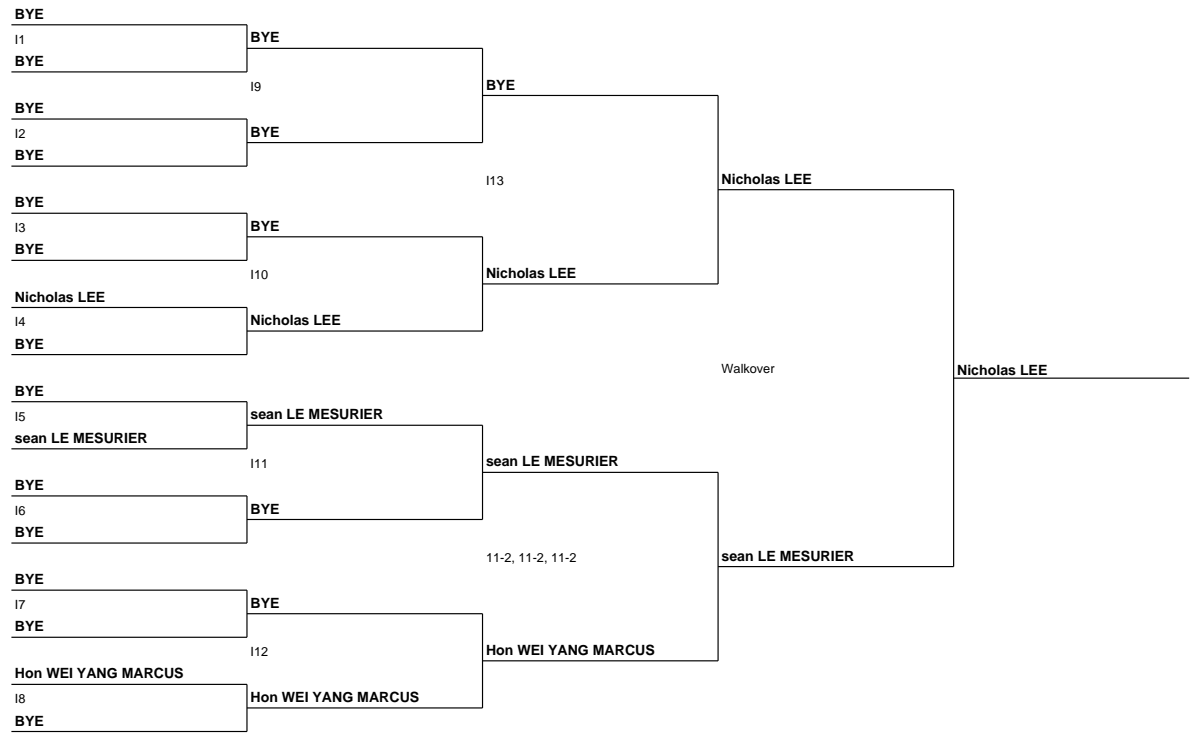 BYE
I1
BYE
BYE
I2
BYE
BYE
I3
BYE
Nicholas LEE
I4
BYE
BYE
I5
sean LE MESURIER
BYE
I6
BYE
BYE
I7
BYE
Hon WEI YANG MARCUS
I8
BYE
BYE
I9
BYE
BYE
I10
Nicholas LEE
sean LE MESURIER
I11
BYE
BYE
I12
Hon WEI YANG MARCUS
BYE
I13
Nicholas LEE
sean LE MESURIER
11-2, 11-2, 11-2
Hon WEI YANG MARCUS
Nicholas LEE
Walkover
sean LE MESURIER
Nicholas LEE